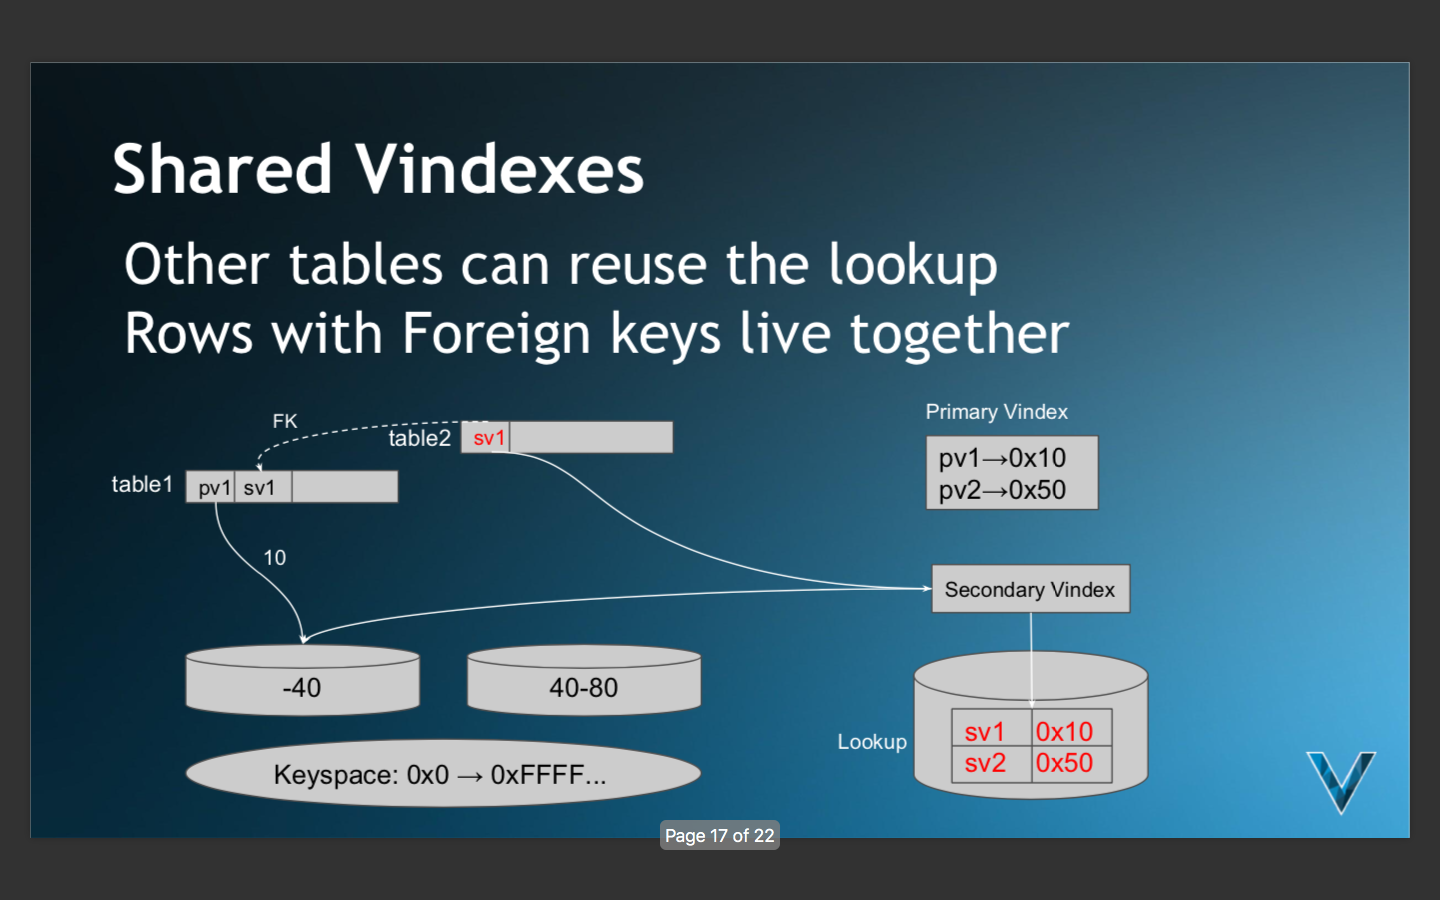 Shared Vindexes
Other tables can reuse the lookup
Rows with Foreign keys live together
FK
table2 sv1
table1 pv1 sv1
10
-40
40-80
Keyspace: 0x0 → 0xFFFF...
Primary Vindex
pv1→0x10
pv2→0x50
Secondary Vindex
Lookup
sv1 0x10
sv2 0x50
Page 17 of 22